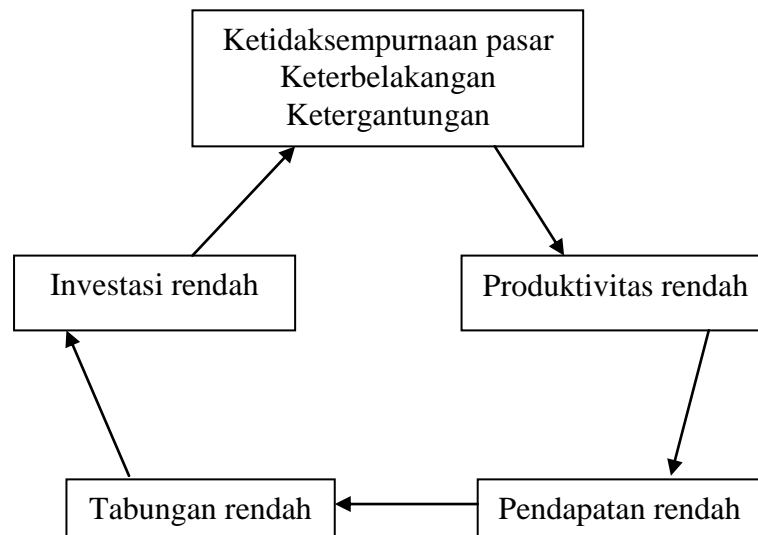 Ketidaksempurnaan pasar
Keterbelakangan
Ketergantungan
Investasi rendah
Produktivitas rendah
Tabungan rendah
Pendapatan rendah